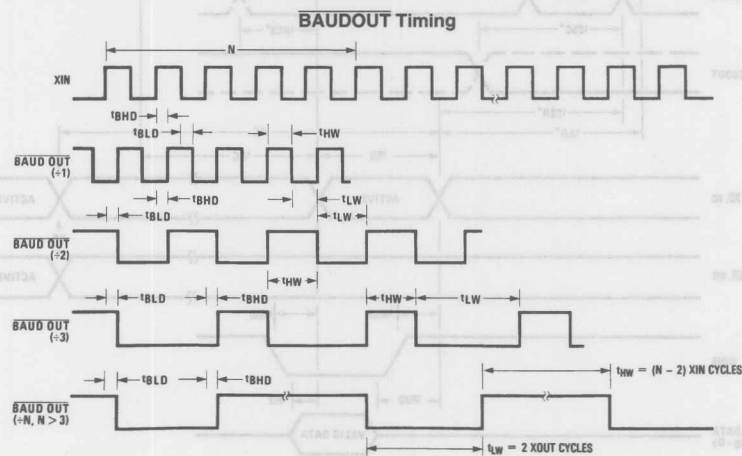 BAUDOUT Timing
N
XIN
tBHD
tBLD
tHW
BAUD OUT
(÷1)
tBHD
tLW
tBLD
tLW
BAUD OUT
(÷2)
tHW
tBLD
tBHD
tHW
tLW
BAUD OUT
(÷3)
tBLD
tBHD
tHW = (N – 2) XIN CYCLES
BAUD OUT
(÷N, N > 3)
tLW = 2 XOUT CYCLES